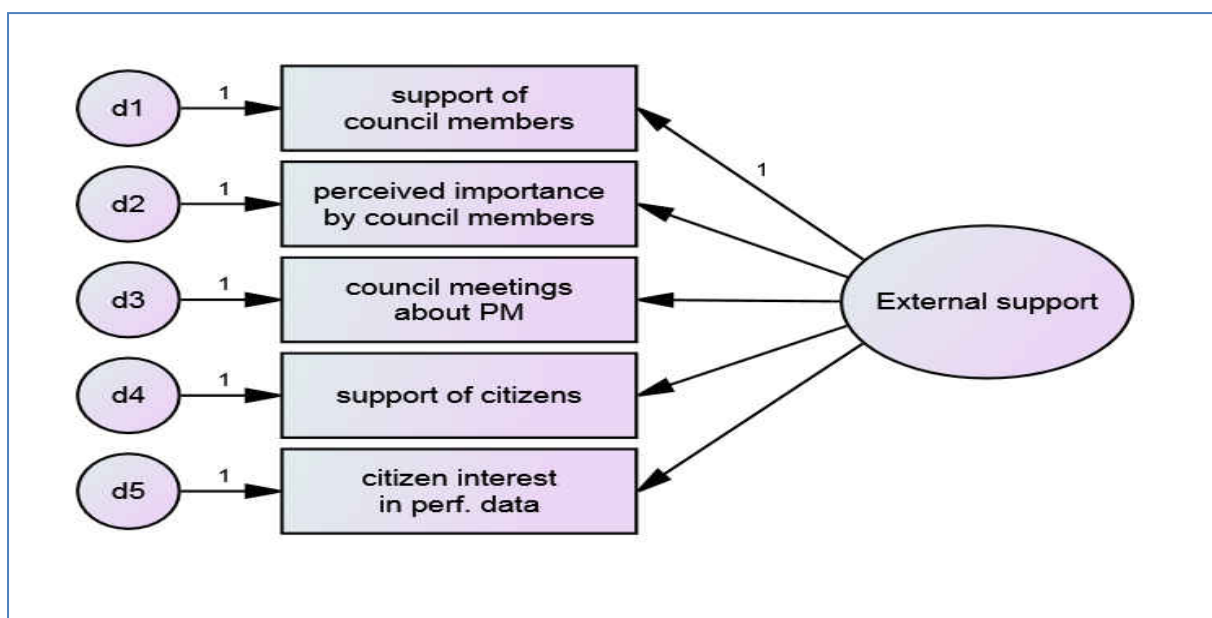 d1
1
support of
council members
1
d2
1
perceived importance
by council members
d3
1
council meetings
about PM
External support
d4
1
support of citizens
d5
1
citizen interest
in perf. data